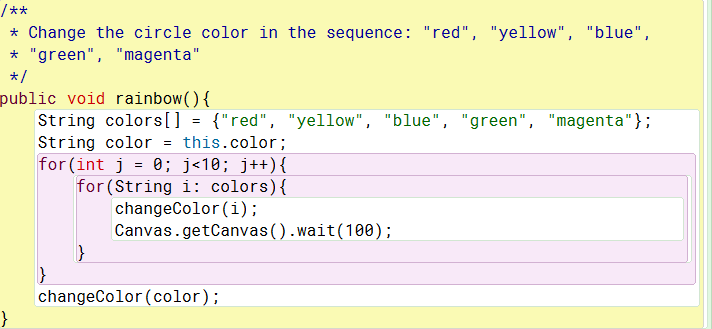 /**
 * Change the circle color in the sequence: "red", "yellow", "blue",
* "green", "magenta"
 */
public void rainbow(){
    String colors[] = {"red", "yellow", "blue", "green", "magenta"};
    String color = this.color;
    for(int j = 0; j<10; j++){
        for(String i: colors){
            changeColor(i);
            Canvas.getCanvas().wait(100);
        }
    }
    changeColor(color);
}